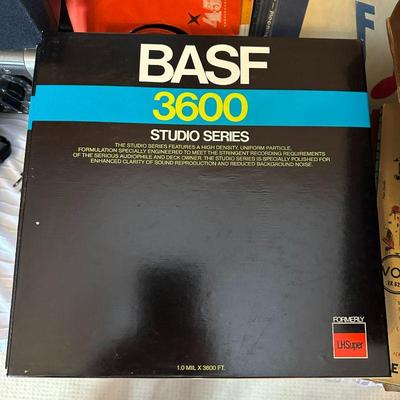 BASF
3600
STUDIO SERIES
THE STUDIO SERIES FEATURES A HIGH DENSITY, UNIFORM PARTICLE,
FORMULATION SPECIALLY ENGINEERED TO MEET THE STRINGENT RECORDING REQUIREMENTS
OF THE SERIOUS AUDIOPHILE AND DECK OWNER. THE STUDIO SERIES IS SPECIALLY POLISHED FOR
ENHANCED CLARITY OF SOUND REPRODUCTION AND REDUCED BACKGROUND NOISE.
FORMERLY
LHSuper
1.0 MIL X 3600 FT.